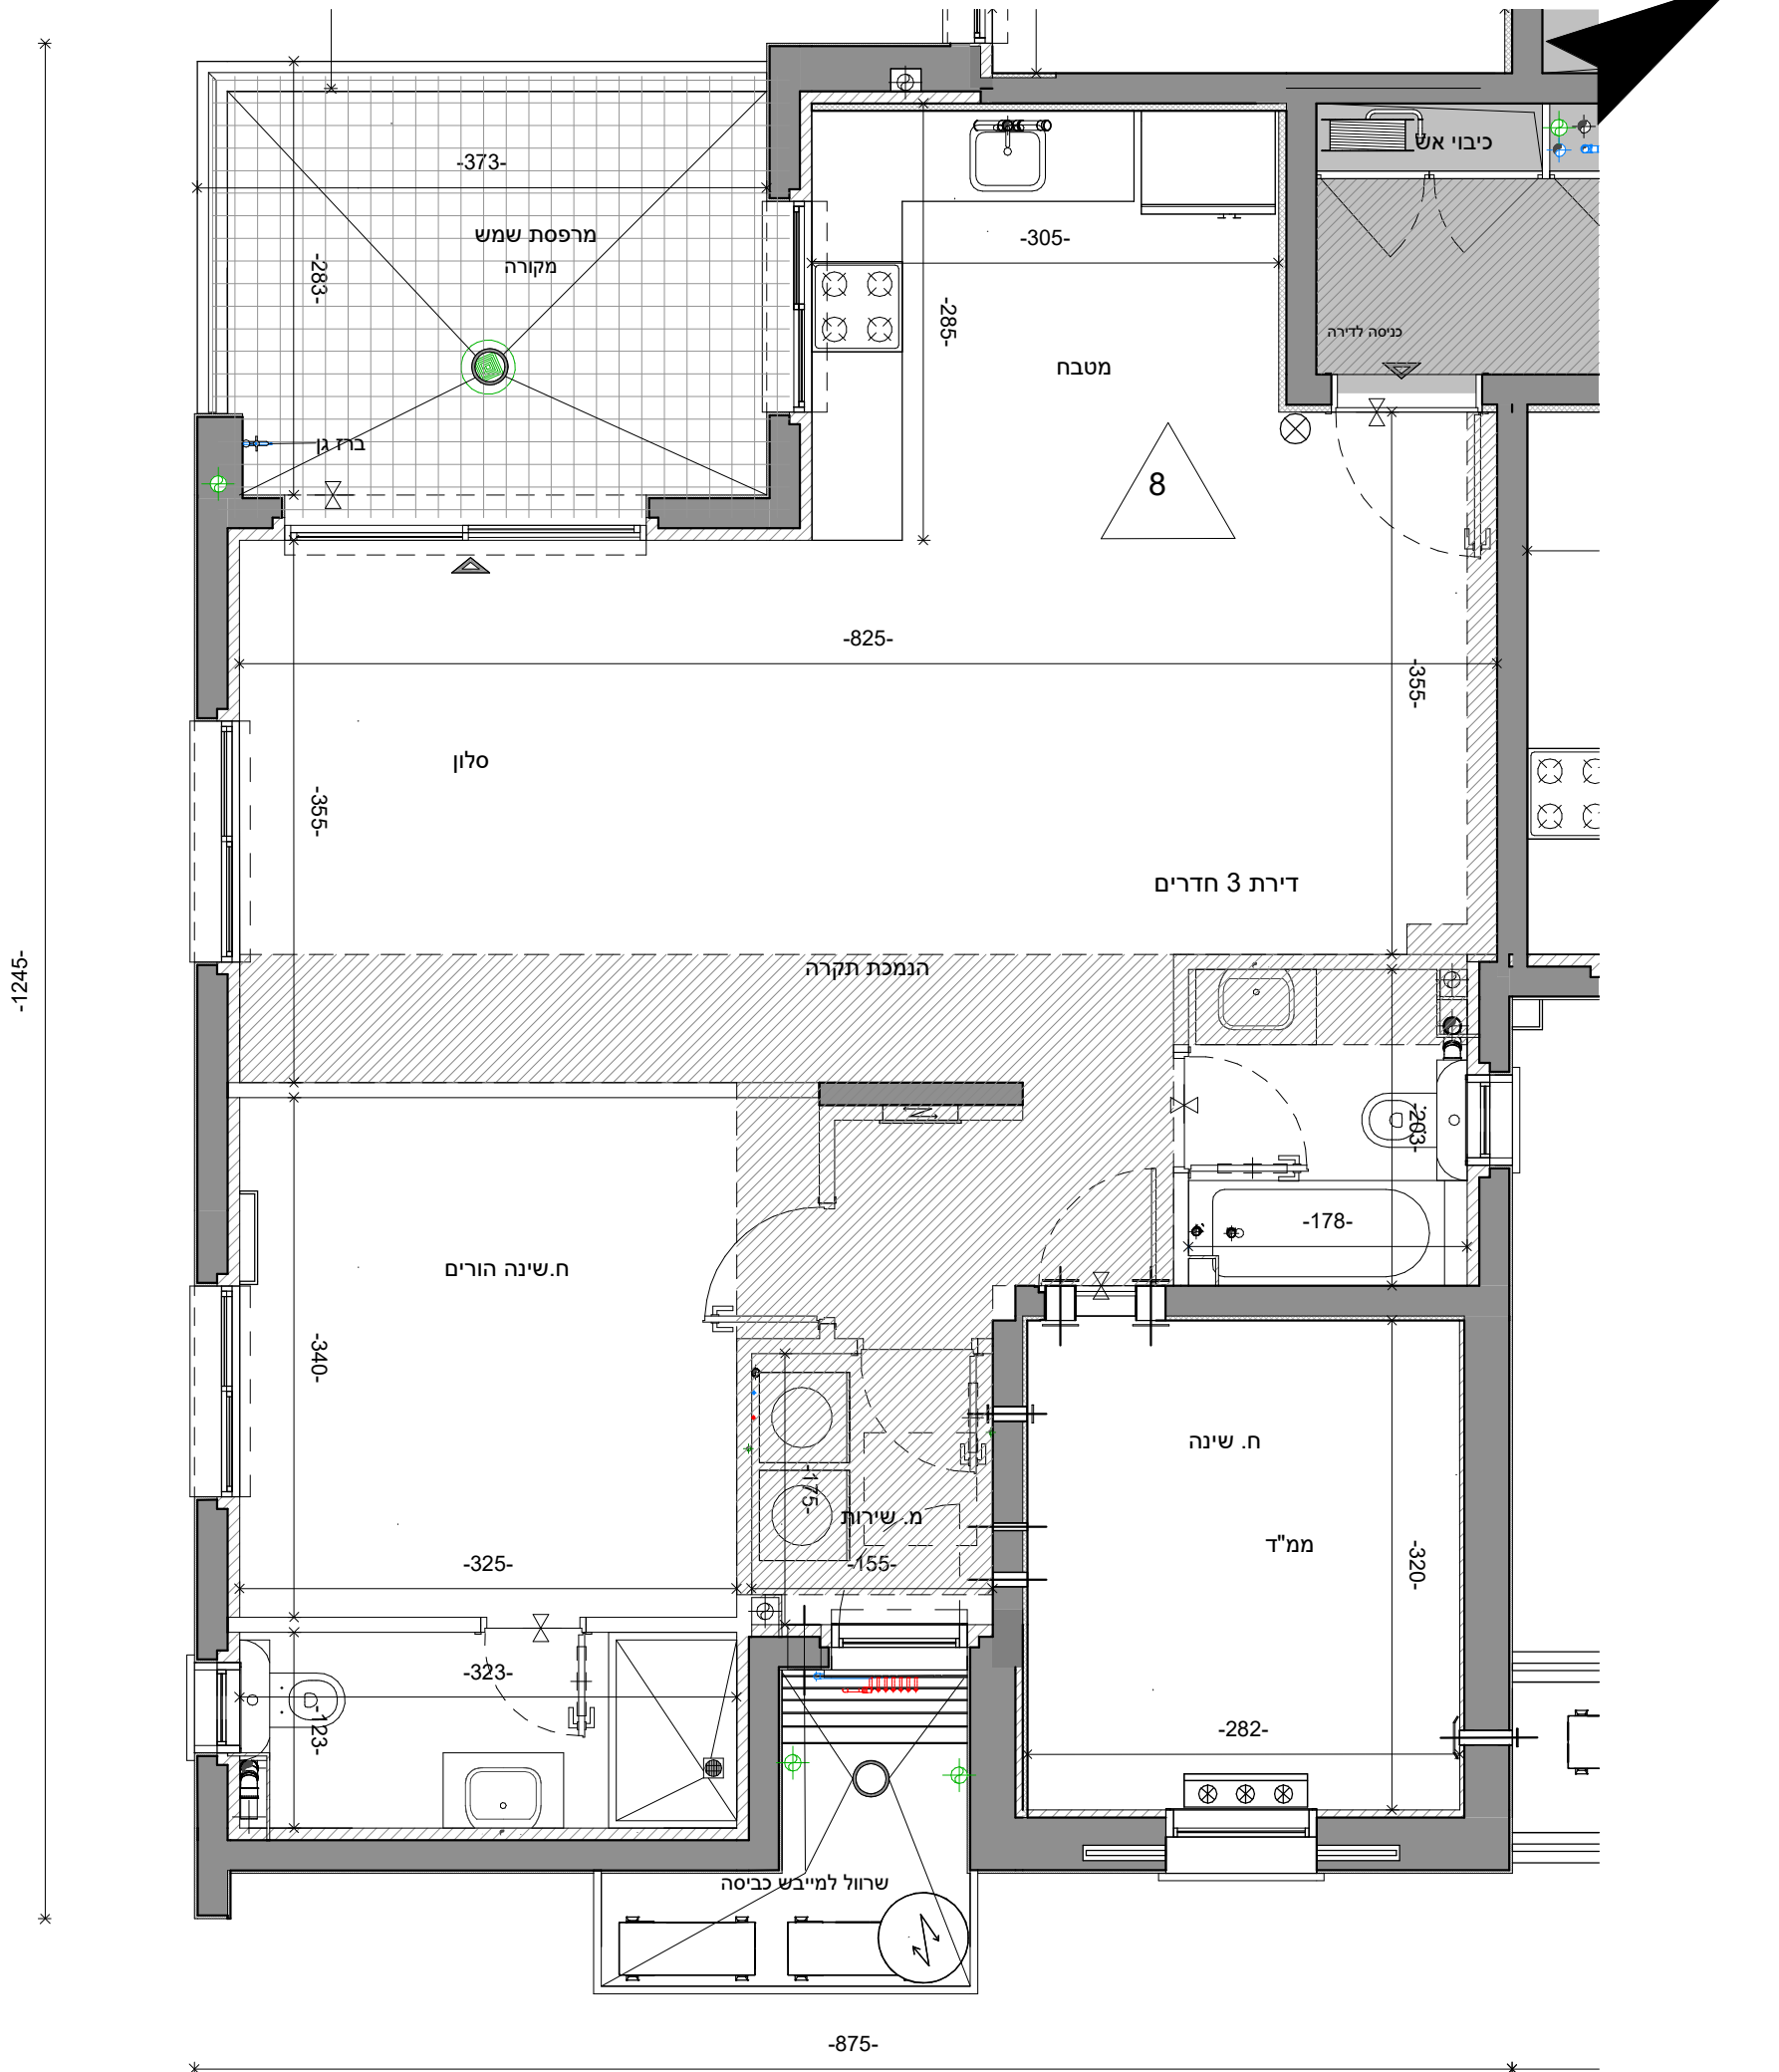 כיבוי אש
-373-
מרפסת שמש
מקורה
-283-
-305-
-285-
כניסה לדירה
מטבח
ברז גן
8
-825-
-355-
סלון
-355-
דירת 3 חדרים
הנמכת תקרה
-1245-
-203-
-178-
ח.שינה הורים
-340-
ח. שינה
-175-
מ. שירות
ממ"ד
-325-
-155-
-320-
-323-
-123-
-282-
שרוול למייבש כביסה
-875-